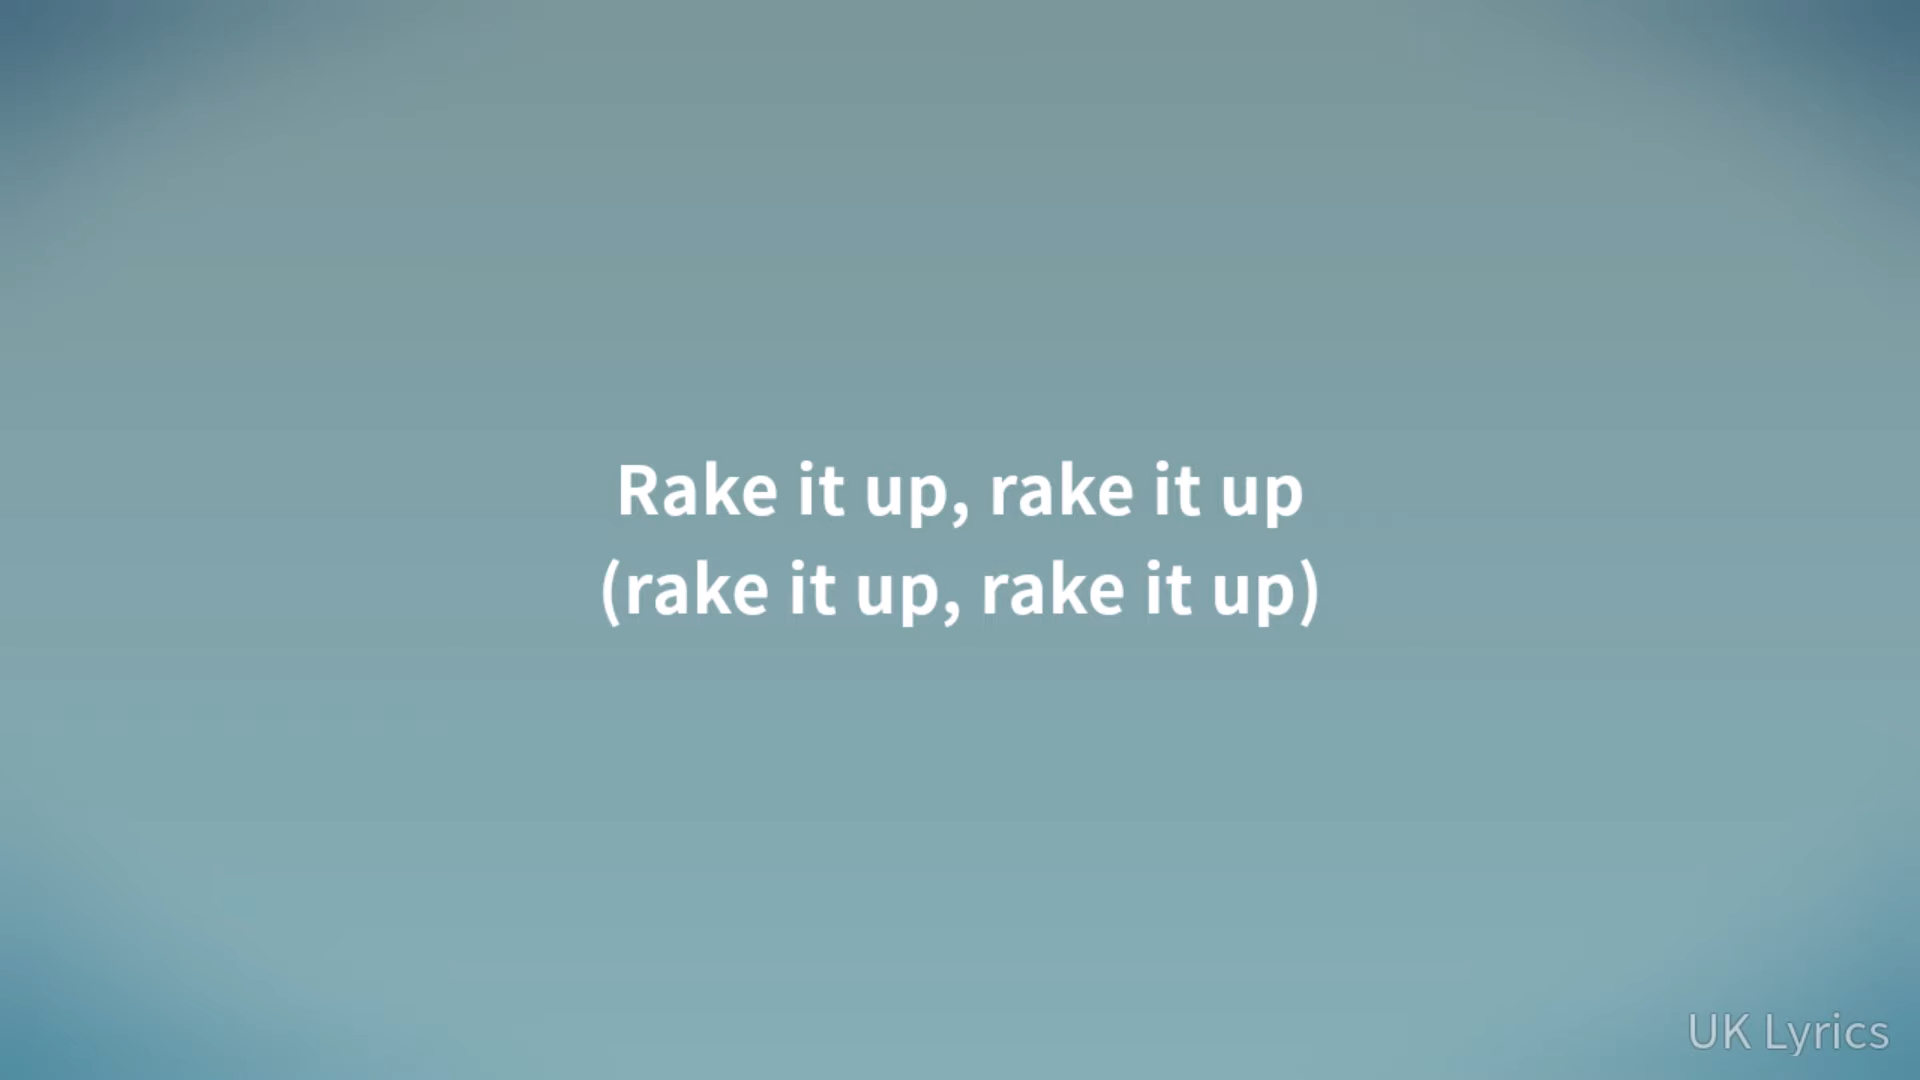 Rake it up, rake it up
(rake it up, rake it up)
UK Lyrics